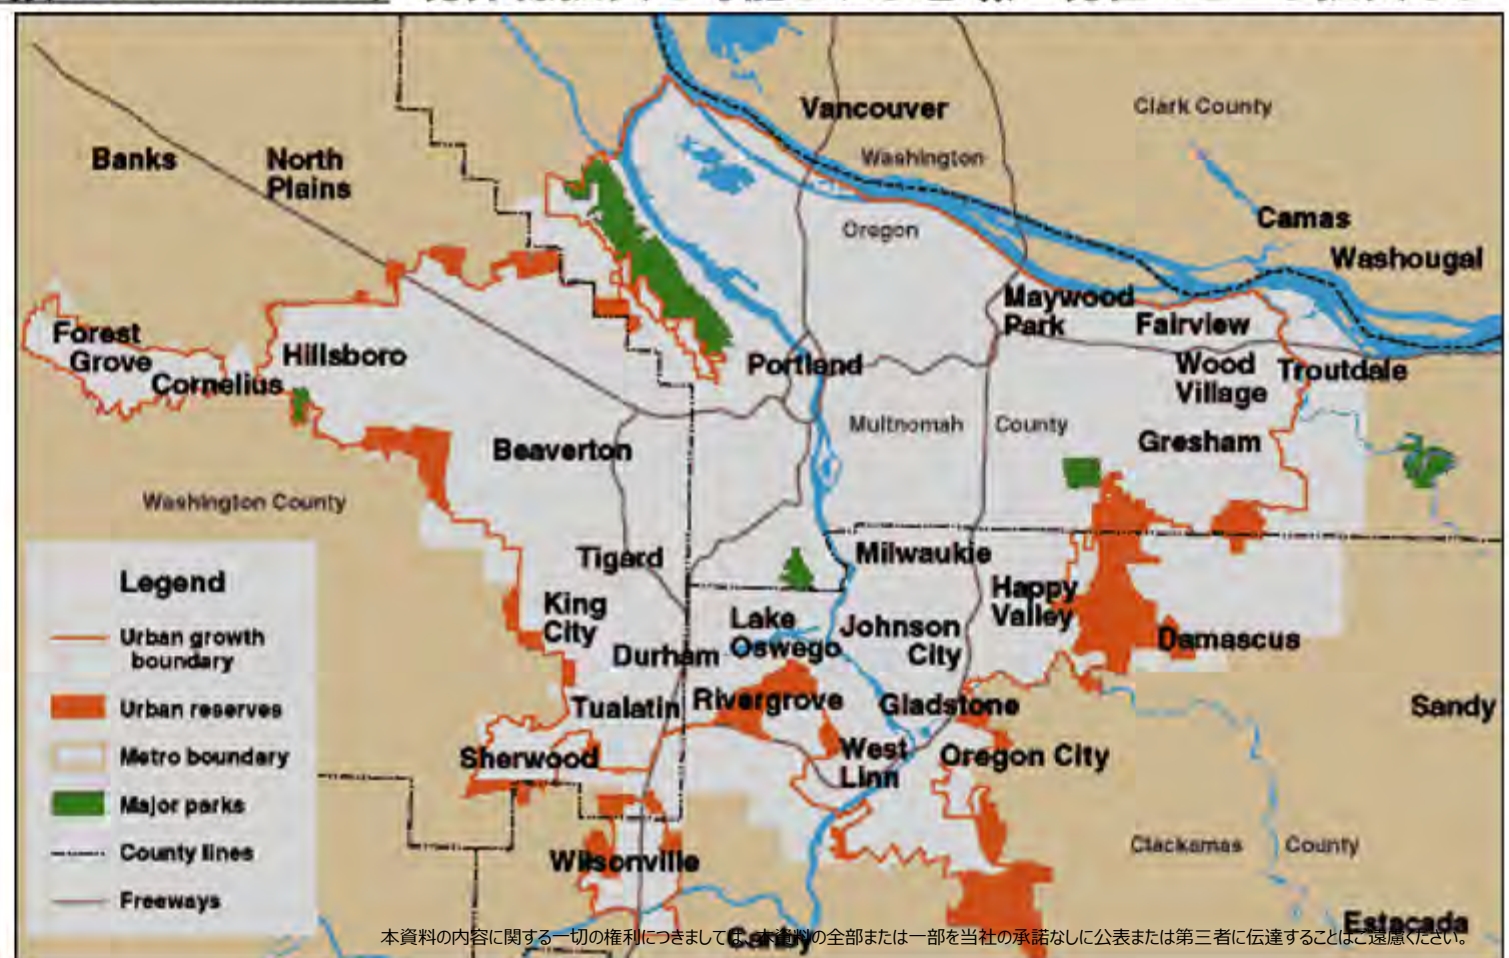 Vancouver
Clark County
Banks
North
Plains
Washington
Camas
Oregon
Washougal
Maywood
Park
Fairview
Forest
Grove
Hillsboro
Cornelius
Portland
Wood
Village
Troutdale
Multnomah County
Gresham
Beaverton
Washington County
Tigard
Milwaukie
Happy
Valley
King
City
Lake
Oswego
Johnson
City
Damascus
Durham
Tualatin
Rivergrove
Gladstone
Sandy
Sherwood
West
Linn
Oregon City
Wilsonville
Clackamas County
Estacada
Canby
Legend
Urban growth
boundary
Urban reserves
Metro boundary
Major parks
County lines
Freeways
本資料の内容に関する一切の権利につきましては、本資料の全部または一部を当社の承諾なしに公表または第三者に伝達することはご遠慮ください。